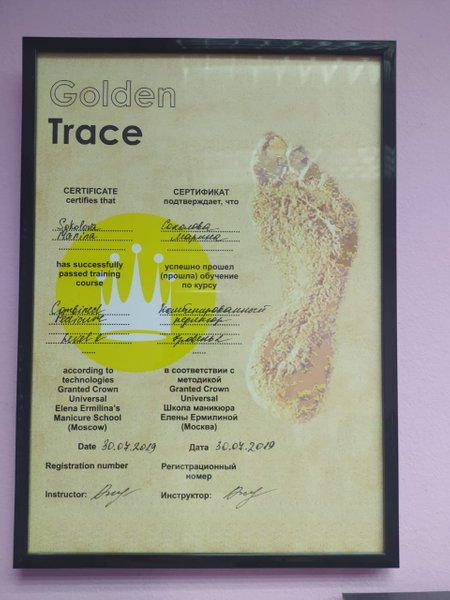 Golden
Trace
CERTIFICATE
certifies that
Sokolova
Marina
has successfully
passed training
course
Combined
Pedicure
Level
according to
technologies
Granted Crown
Universal
Elena Ermilina's
Manicure School
(Moscow)
Date 30.07.2019
Registration number
Instructor:
СЕРТИФИКАТ
подтверждает, что
Соколова
Марина
успешно прошел
(прошла) обучение
по курсу
Комбинированный
педикюр
в соответствии с
методикой
Granted Crown
Universal
Школа маникюра
Елены Ермилиной
(Москва)
Дата 30.07.2019
Регистрационный
номер
Инструктор: